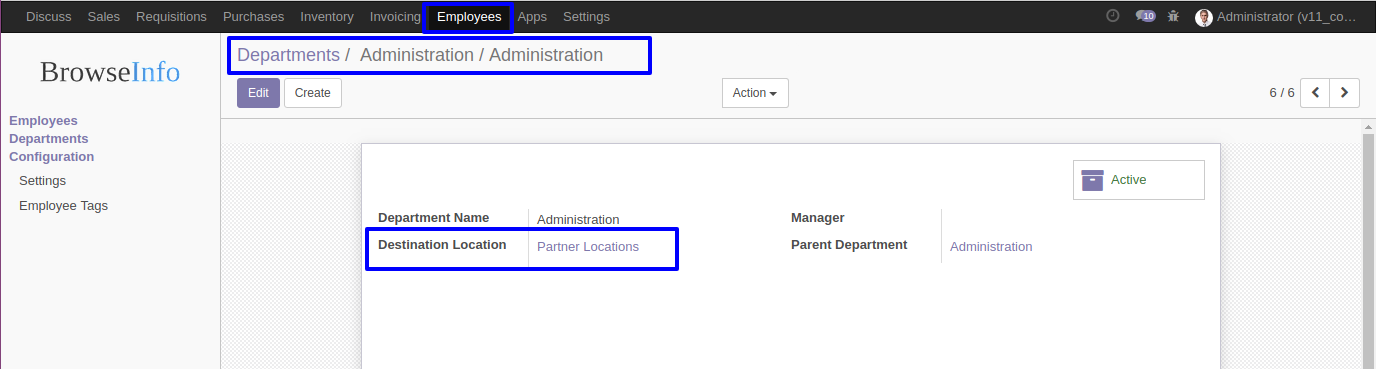 Discuss Sales Requisitions Purchases Inventory Invoicing Employees Apps Settings 10 Administrator (v11_co…
BrowseInfo
Departments / Administration / Administration
Edit Create Action 6 / 6
Employees
Departments
Configuration
Settings
Employee Tags
Active
Department Name Administration Manager
Destination Location Partner Locations Parent Department Administration